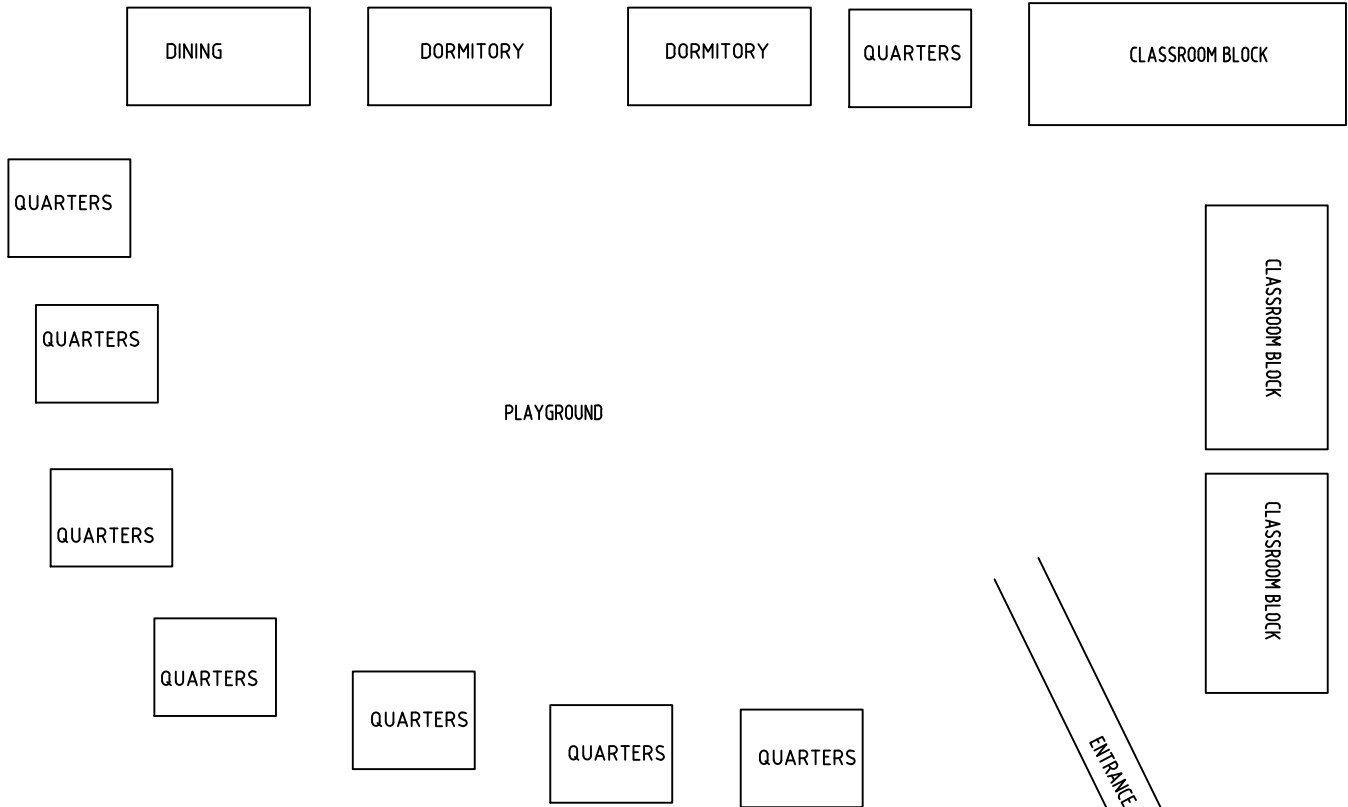 DINING
DORMITORY
DORMITORY
QUARTERS
CLASSROOM BLOCK
QUARTERS
CLASSROOM BLOCK
QUARTERS
PLAYGROUND
QUARTERS
CLASSROOM BLOCK
QUARTERS
QUARTERS
QUARTERS
QUARTERS
ENTRANCE